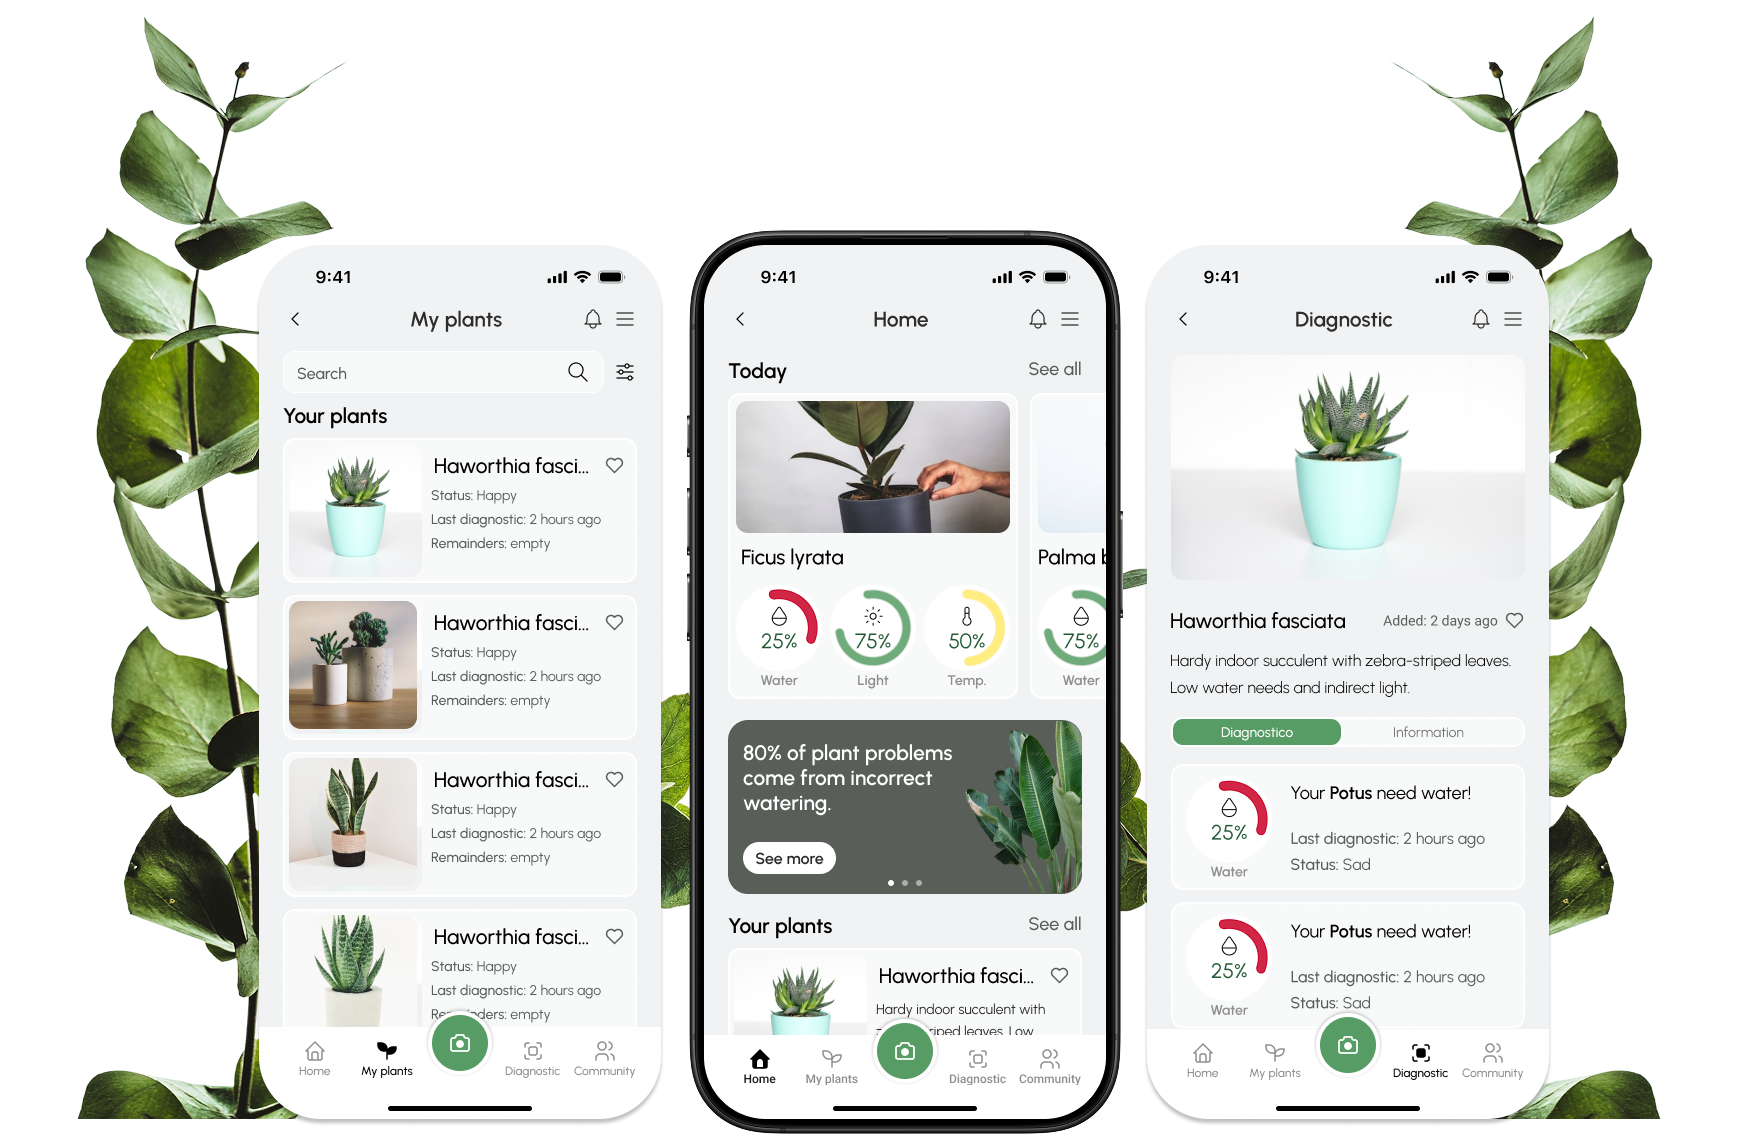 9:41
My plants
Search
Your plants
Haworthia fasci...
Status: Happy
Last diagnostic: 2 hours ago
Remainders: empty
Haworthia fasci...
Status: Happy
Last diagnostic: 2 hours ago
Remainders: empty
Haworthia fasci...
Status: Happy
Last diagnostic: 2 hours ago
Remainders: empty
Haworthia fasci...
Status: Happy
Last diagnostic: 2 hours ago
empty
Home My plants Diagnostic Community
9:41
Home
Today See all
Ficus lyrata
25% 75% 50%
Water Light Temp.
Palma
75%
Water
80% of plant problems
come from incorrect
watering.
See more
Your plants See all
Haworthia fasci...
Hardy indoor succulent with
leaves. Low
Home My plants Diagnostic Community
9:41
Diagnostic
Haworthia fasciata Added: 2 days ago
Hardy indoor succulent with zebra-striped leaves.
Low water needs and indirect light.
Diagnostico Information
25%
Water
Your Potus need water!
Last diagnostic: 2 hours ago
Status: Sad
25%
Water
Your Potus need water!
Last diagnostic: 2 hours ago
Status: Sad
Home My plants Diagnostic Community